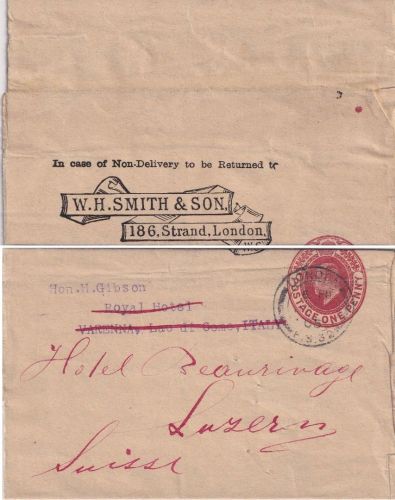 In case of Non-Delivery to be Returned to
W.H. SMITH & SON.
186, Strand, London,
W.C.
POSTAGE ONE PENNY
LONDON
F.S.
Hon. M. Gibson
Royal Hotel
VARENNA, Lac di Como, ITALY
Hotel Beaurivage
Luzern
Suisse